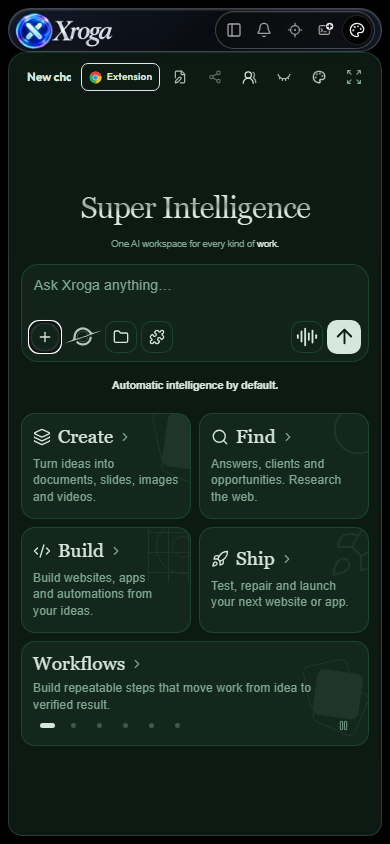 Xroga
New cha
Extension
Super Intelligence
One AI workspace for every kind of work.
Ask Xroga anything...
Automatic intelligence by default.
Create
Turn ideas into
documents, slides, images
and videos.
Find
Answers, clients and
opportunities. Research
the web.
Build
Build websites, apps
and automations from
your ideas.
Ship
Test, repair and launch
your next website or app.
Workflows
Build repeatable steps that move work from idea to
verified result.